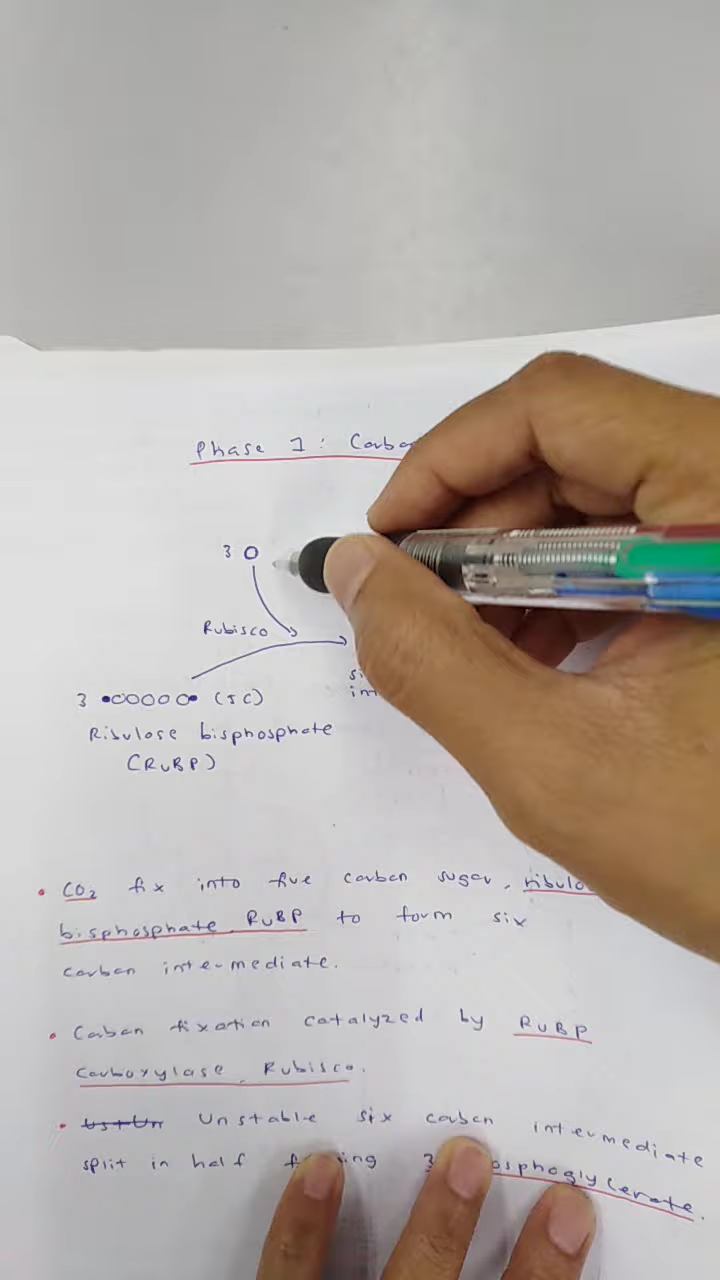 Phase 1 : Carbo
3 O
Rubisco
3 •OOOOO• (5C)
Ribulose bisphosphate
(RuBP)
CO₂ fix into five carbon sugar, ribulo
bisphosphate, RuBP to form six
carbon intermediate.
Caban fixation catalyzed by RuBP
Carboxylase, Rubisco.
Unstable six carbon intermediate
split in half 3